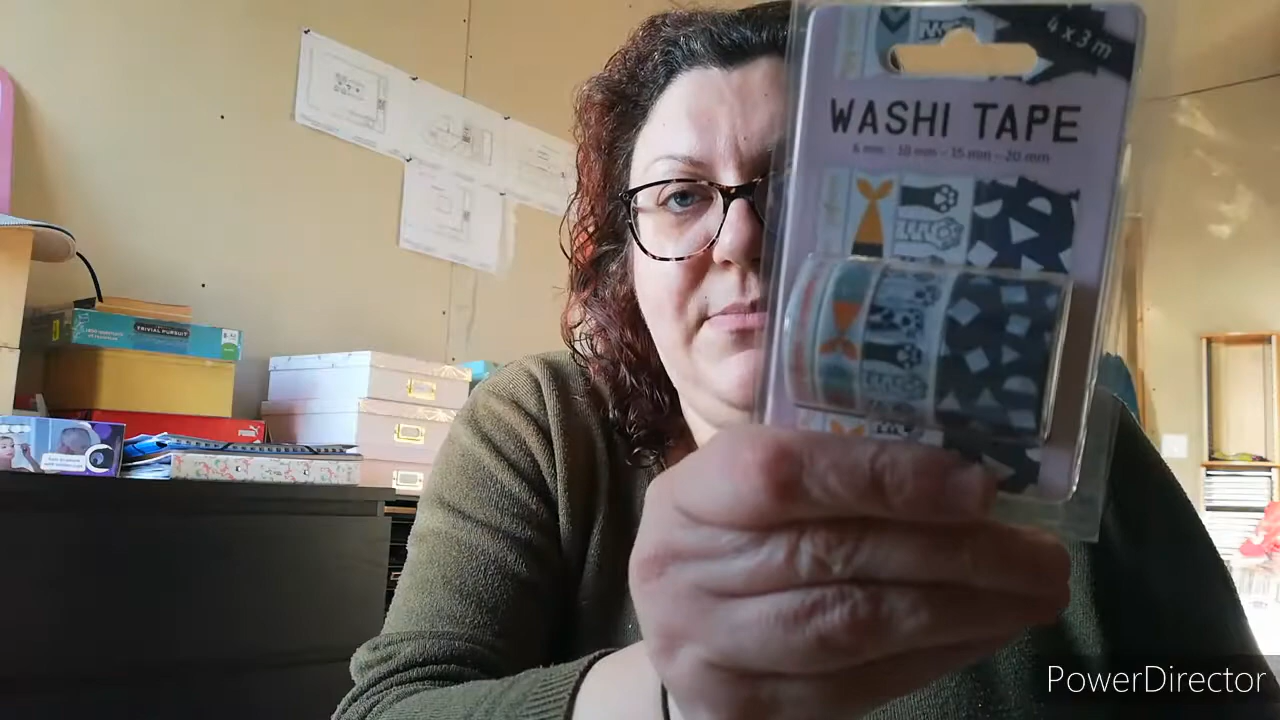 4 x 3 m
WASHI TAPE
6 mm - 10 mm - 15 mm - 20 mm
TRIVIAL PURSUIT
PowerDirector